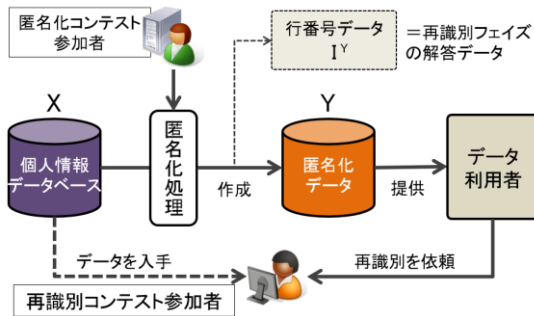 匿名化コンテスト
参加者
行番号データ
I^Y
=再識別フェイズ
の解答データ
X
Y
個人情報
データベース
匿名化処理
作成
匿名化
データ
提供
データ
利用者
データを入手
再識別を依頼
再識別コンテスト参加者